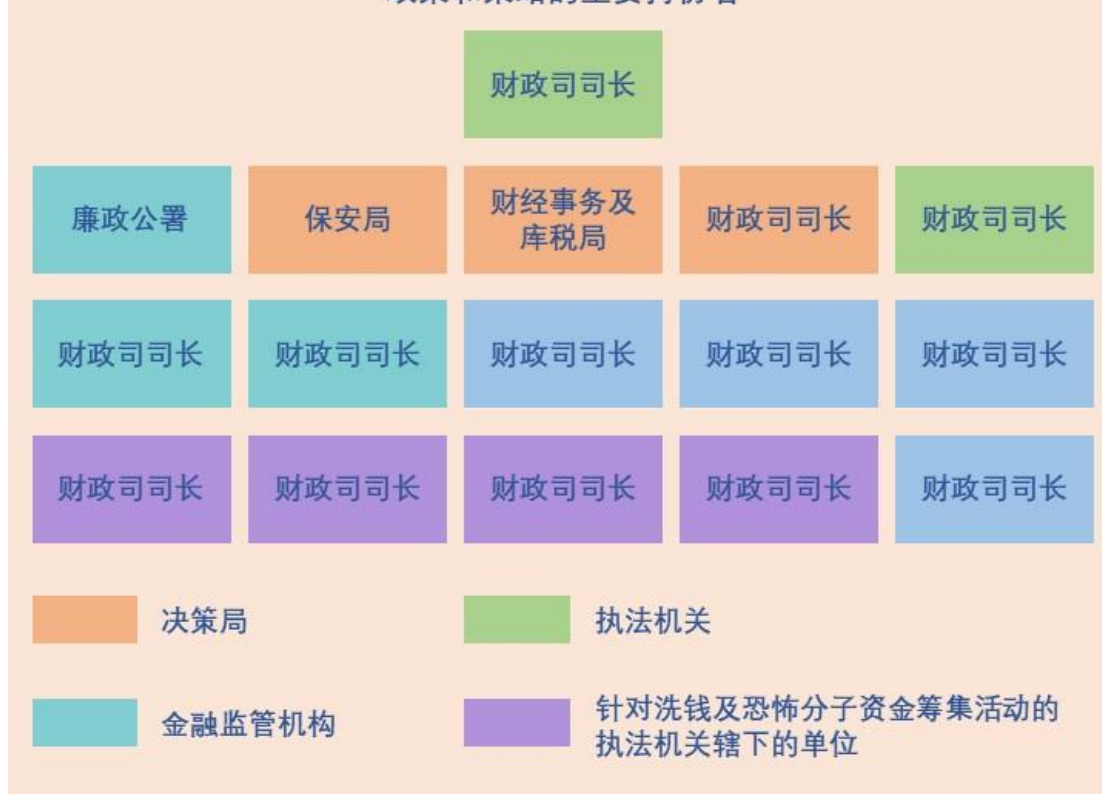 财政司司长
廉政公署
保安局
财经事务及
库税局
财政司司长
财政司司长
财政司司长
财政司司长
财政司司长
财政司司长
财政司司长
财政司司长
财政司司长
财政司司长
财政司司长
财政司司长
决策局
执法机关
金融监管机构
针对洗钱及恐怖分子资金筹集活动的
执法机关辖下的单位